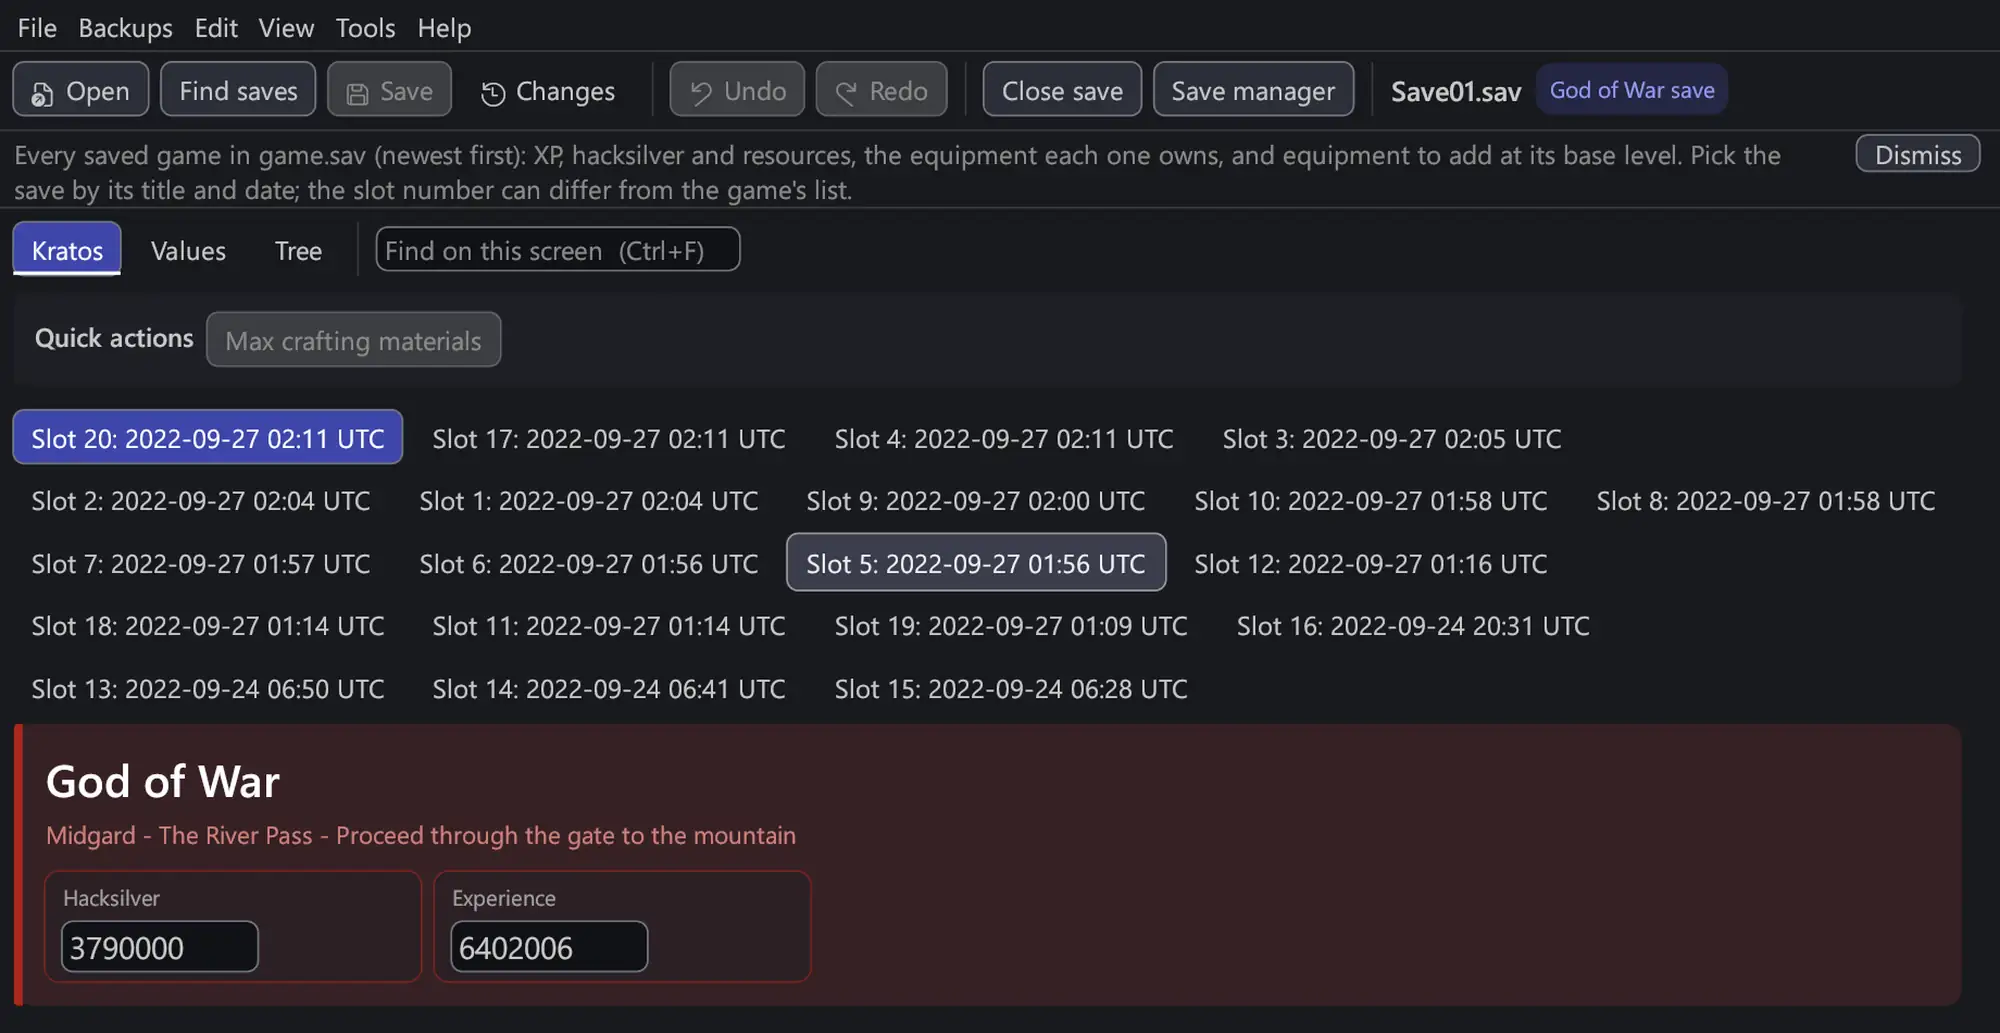 File Backups Edit View Tools Help
Open Find saves Save Changes Undo Redo Close save Save manager Save01.sav God of War save
Every saved game in game.sav (newest first): XP, hacksilver and resources, the equipment each one owns, and equipment to add at its base level. Pick the
save by its title and date; the slot number can differ from the game's list.
Dismiss
Kratos Values Tree Find on this screen (Ctrl+F)
Quick actions Max crafting materials
Slot 20: 2022-09-27 02:11 UTC Slot 17: 2022-09-27 02:11 UTC Slot 4: 2022-09-27 02:11 UTC Slot 3: 2022-09-27 02:05 UTC
Slot 2: 2022-09-27 02:04 UTC Slot 1: 2022-09-27 02:04 UTC Slot 9: 2022-09-27 02:00 UTC Slot 10: 2022-09-27 01:58 UTC Slot 8: 2022-09-27 01:58 UTC
Slot 7: 2022-09-27 01:57 UTC Slot 6: 2022-09-27 01:56 UTC Slot 5: 2022-09-27 01:56 UTC Slot 12: 2022-09-27 01:16 UTC
Slot 18: 2022-09-27 01:14 UTC Slot 11: 2022-09-27 01:14 UTC Slot 19: 2022-09-27 01:09 UTC Slot 16: 2022-09-24 20:31 UTC
Slot 13: 2022-09-24 06:50 UTC Slot 14: 2022-09-24 06:41 UTC Slot 15: 2022-09-24 06:28 UTC
God of War
Midgard - The River Pass - Proceed through the gate to the mountain
Hacksilver Experience
3790000 6402006